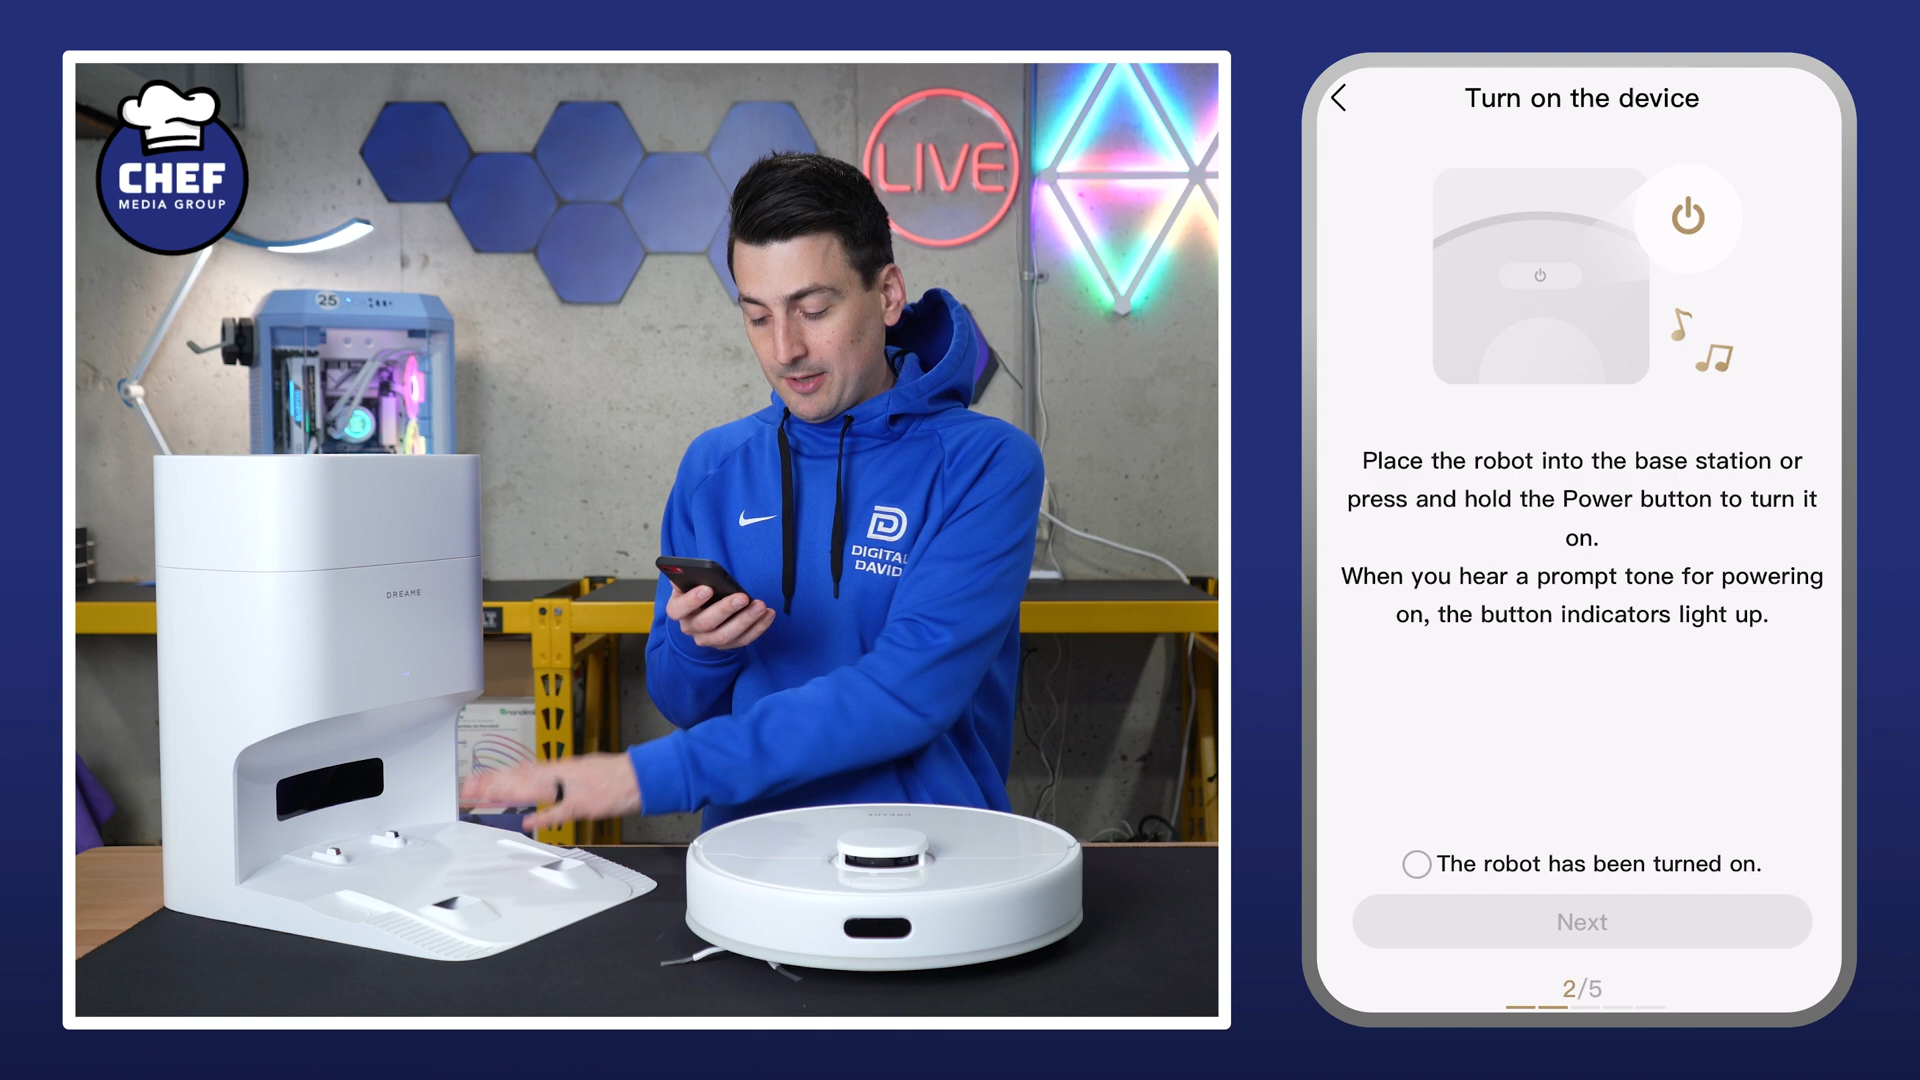 CHEF
MEDIA GROUP
25
LIVE
DREAME
DIGITAL
DAVID
DREAME
Turn on the device
Place the robot into the base station or
press and hold the Power button to turn it
on.
When you hear a prompt tone for powering
on, the button indicators light up.
The robot has been turned on.
Next
2/5